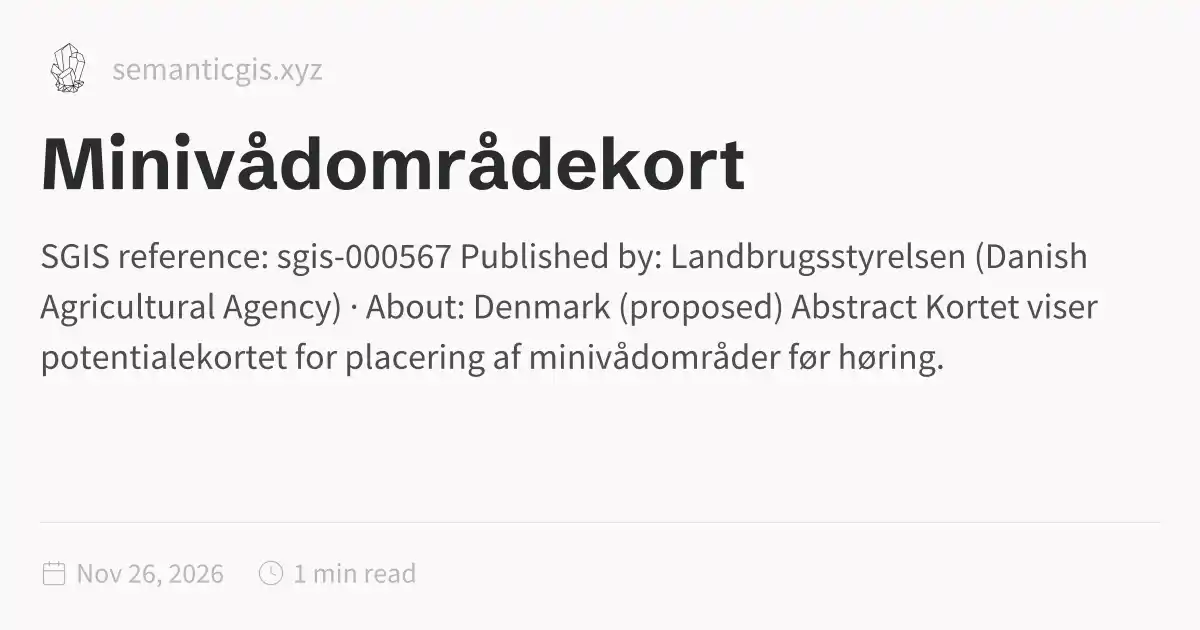 semanticgis.xyz
Minivådområdekort
SGIS reference: sgis-000567 Published by: Landbrugsstyrelsen (Danish
Agricultural Agency) · About: Denmark (proposed) Abstract Kortet viser
potentialekortet for placering af minivådområder før høring.
Nov 26, 2026 1 min read